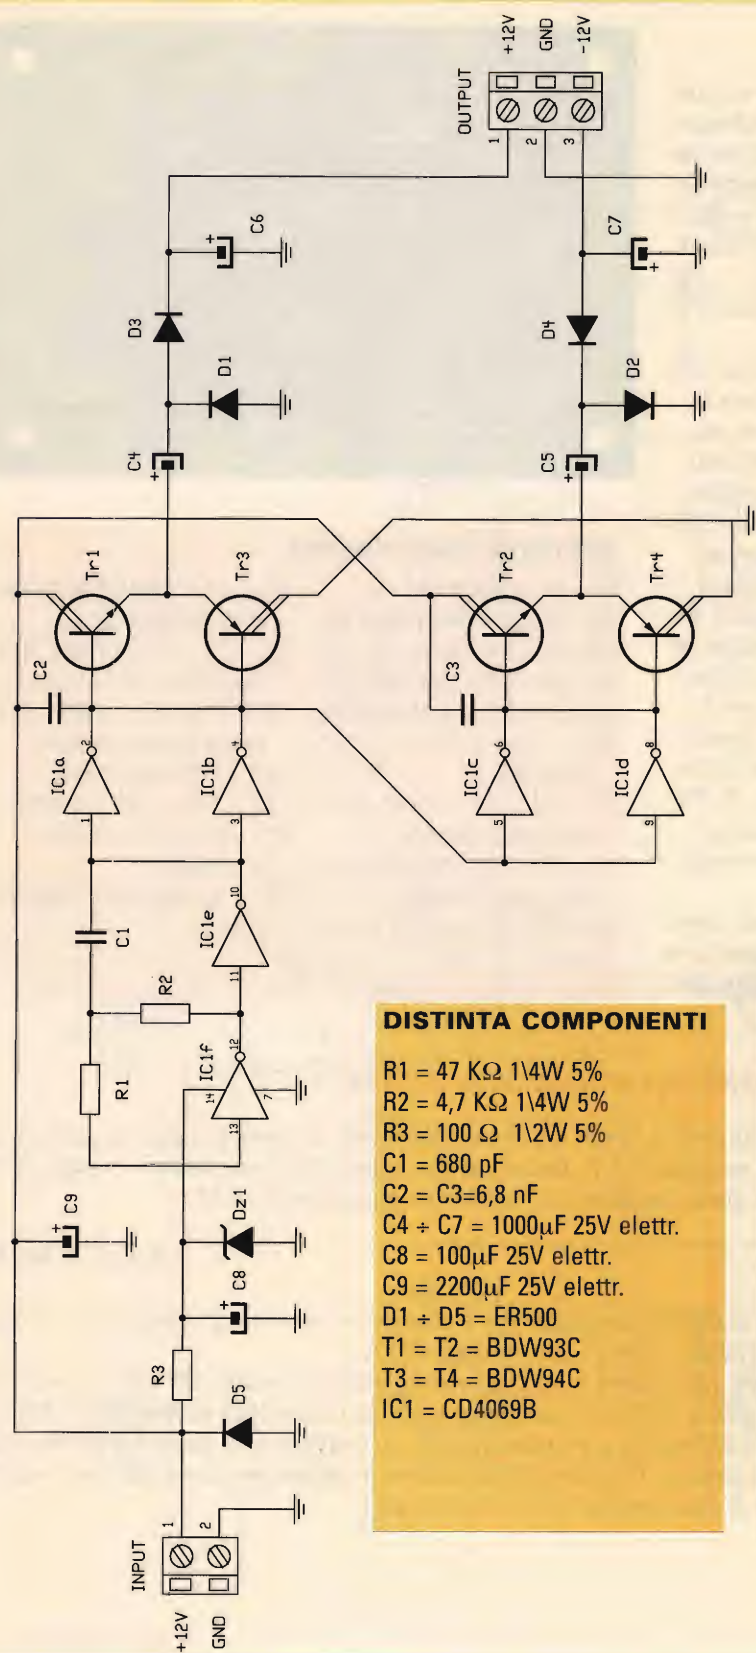 INPUT
+12V
GND
1
2
D5
R3
C8
Dz1
C9
R1
R2
C1
IC1f
14
13
12
7
IC1e
11
10
IC1a
1
2
IC1b
3
4
C2
Tr1
Tr3
IC1c
5
6
IC1d
9
8
C3
Tr2
Tr4
C4
+
D1
D3
C6
+
C5
+
D2
D4
C7
+
OUTPUT
1
2
3
+12V
GND
-12V
+
+
DISTINTA COMPONENTI
R1 = 47 KΩ 1\4W 5%
R2 = 4,7 KΩ 1\4W 5%
R3 = 100 Ω 1\2W 5%
C1 = 680 pF
C2 = C3=6,8 nF
C4 ÷ C7 = 1000µF 25V elettr.
C8 = 100µF 25V elettr.
C9 = 2200µF 25V elettr.
D1 ÷ D5 = ER500
T1 = T2 = BDW93C
T3 = T4 = BDW94C
IC1 = CD4069B